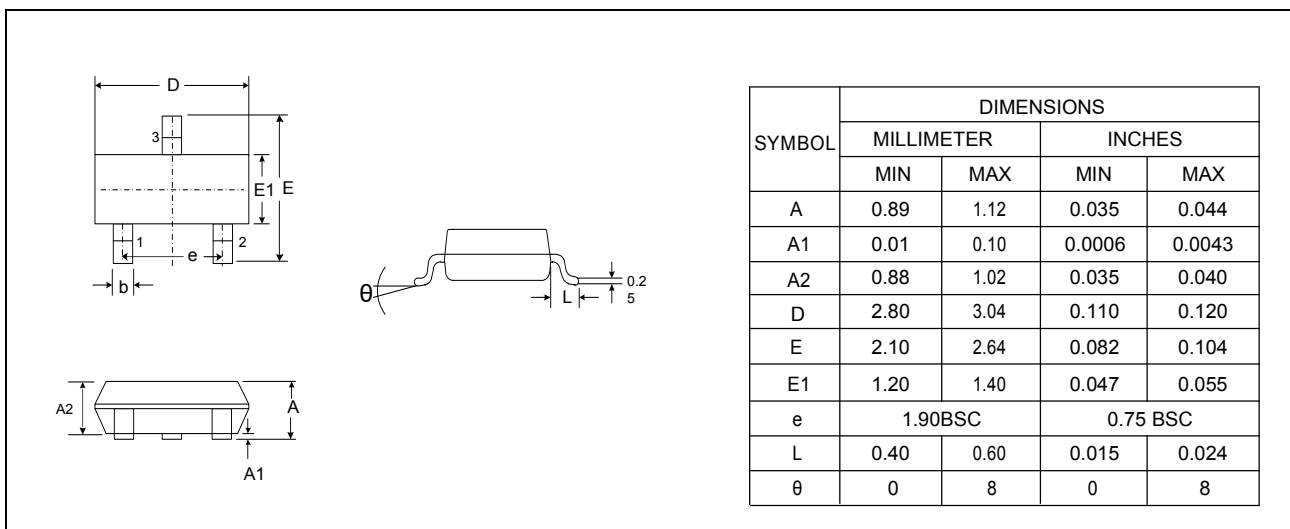 D
3
E1 E
1 2
e
b
θ
L
0.2
5
A2
A
A1
DIMENSIONS
SYMBOL MILLIMETER INCHES
MIN MAX MIN MAX
A 0.89 1.12 0.035 0.044
A1 0.01 0.10 0.0006 0.0043
A2 0.88 1.02 0.035 0.040
D 2.80 3.04 0.110 0.120
E 2.10 2.64 0.082 0.104
E1 1.20 1.40 0.047 0.055
e 1.90BSC 0.75 BSC
L 0.40 0.60 0.015 0.024
θ 0 8 0 8